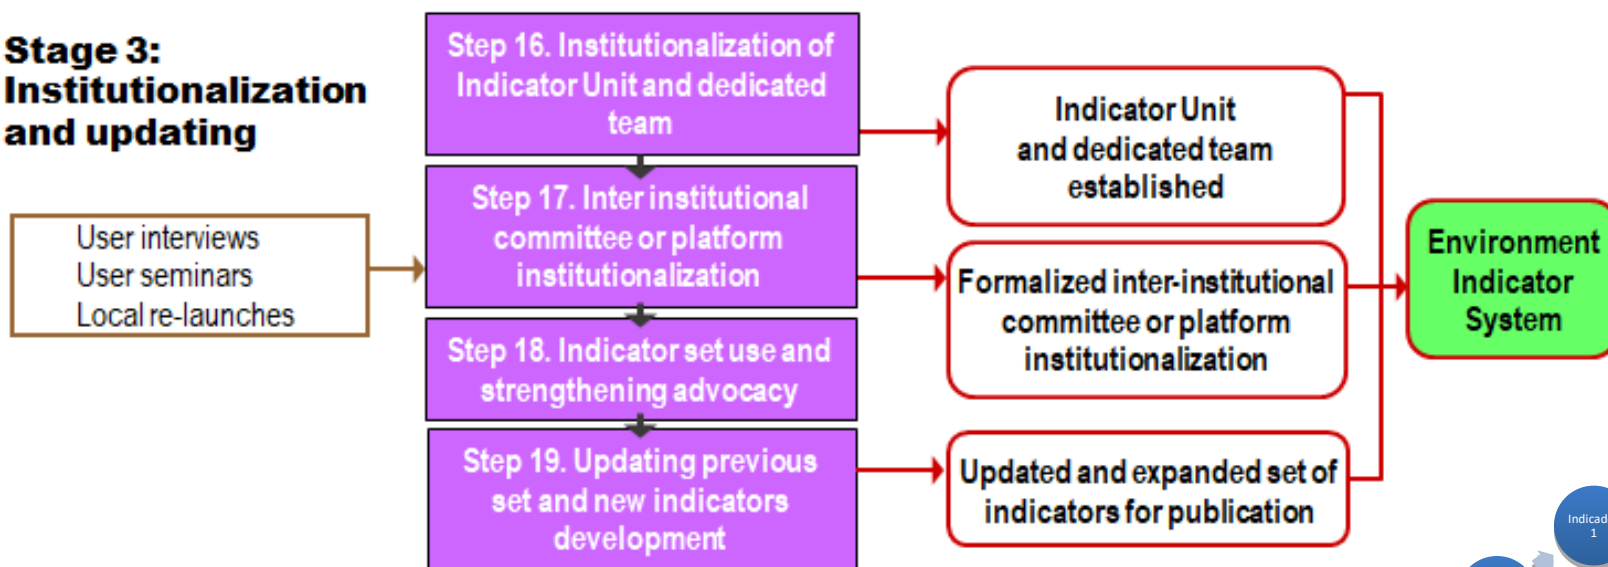 Stage 3:
Institutionalization
and updating
User interviews
User seminars
Local re-launches
Step 16. Institutionalization of
Indicator Unit and dedicated
team
Step 17. Inter institutional
committee or platform
institutionalization
Step 18. Indicator set use and
strengthening advocacy
Step 19. Updating previous
set and new indicators
development
Indicator Unit
and dedicated team
established
Formalized inter-institutional
committee or platform
institutionalization
Updated and expanded set of
indicators for publication
Environment
Indicator
System
Indicad
1